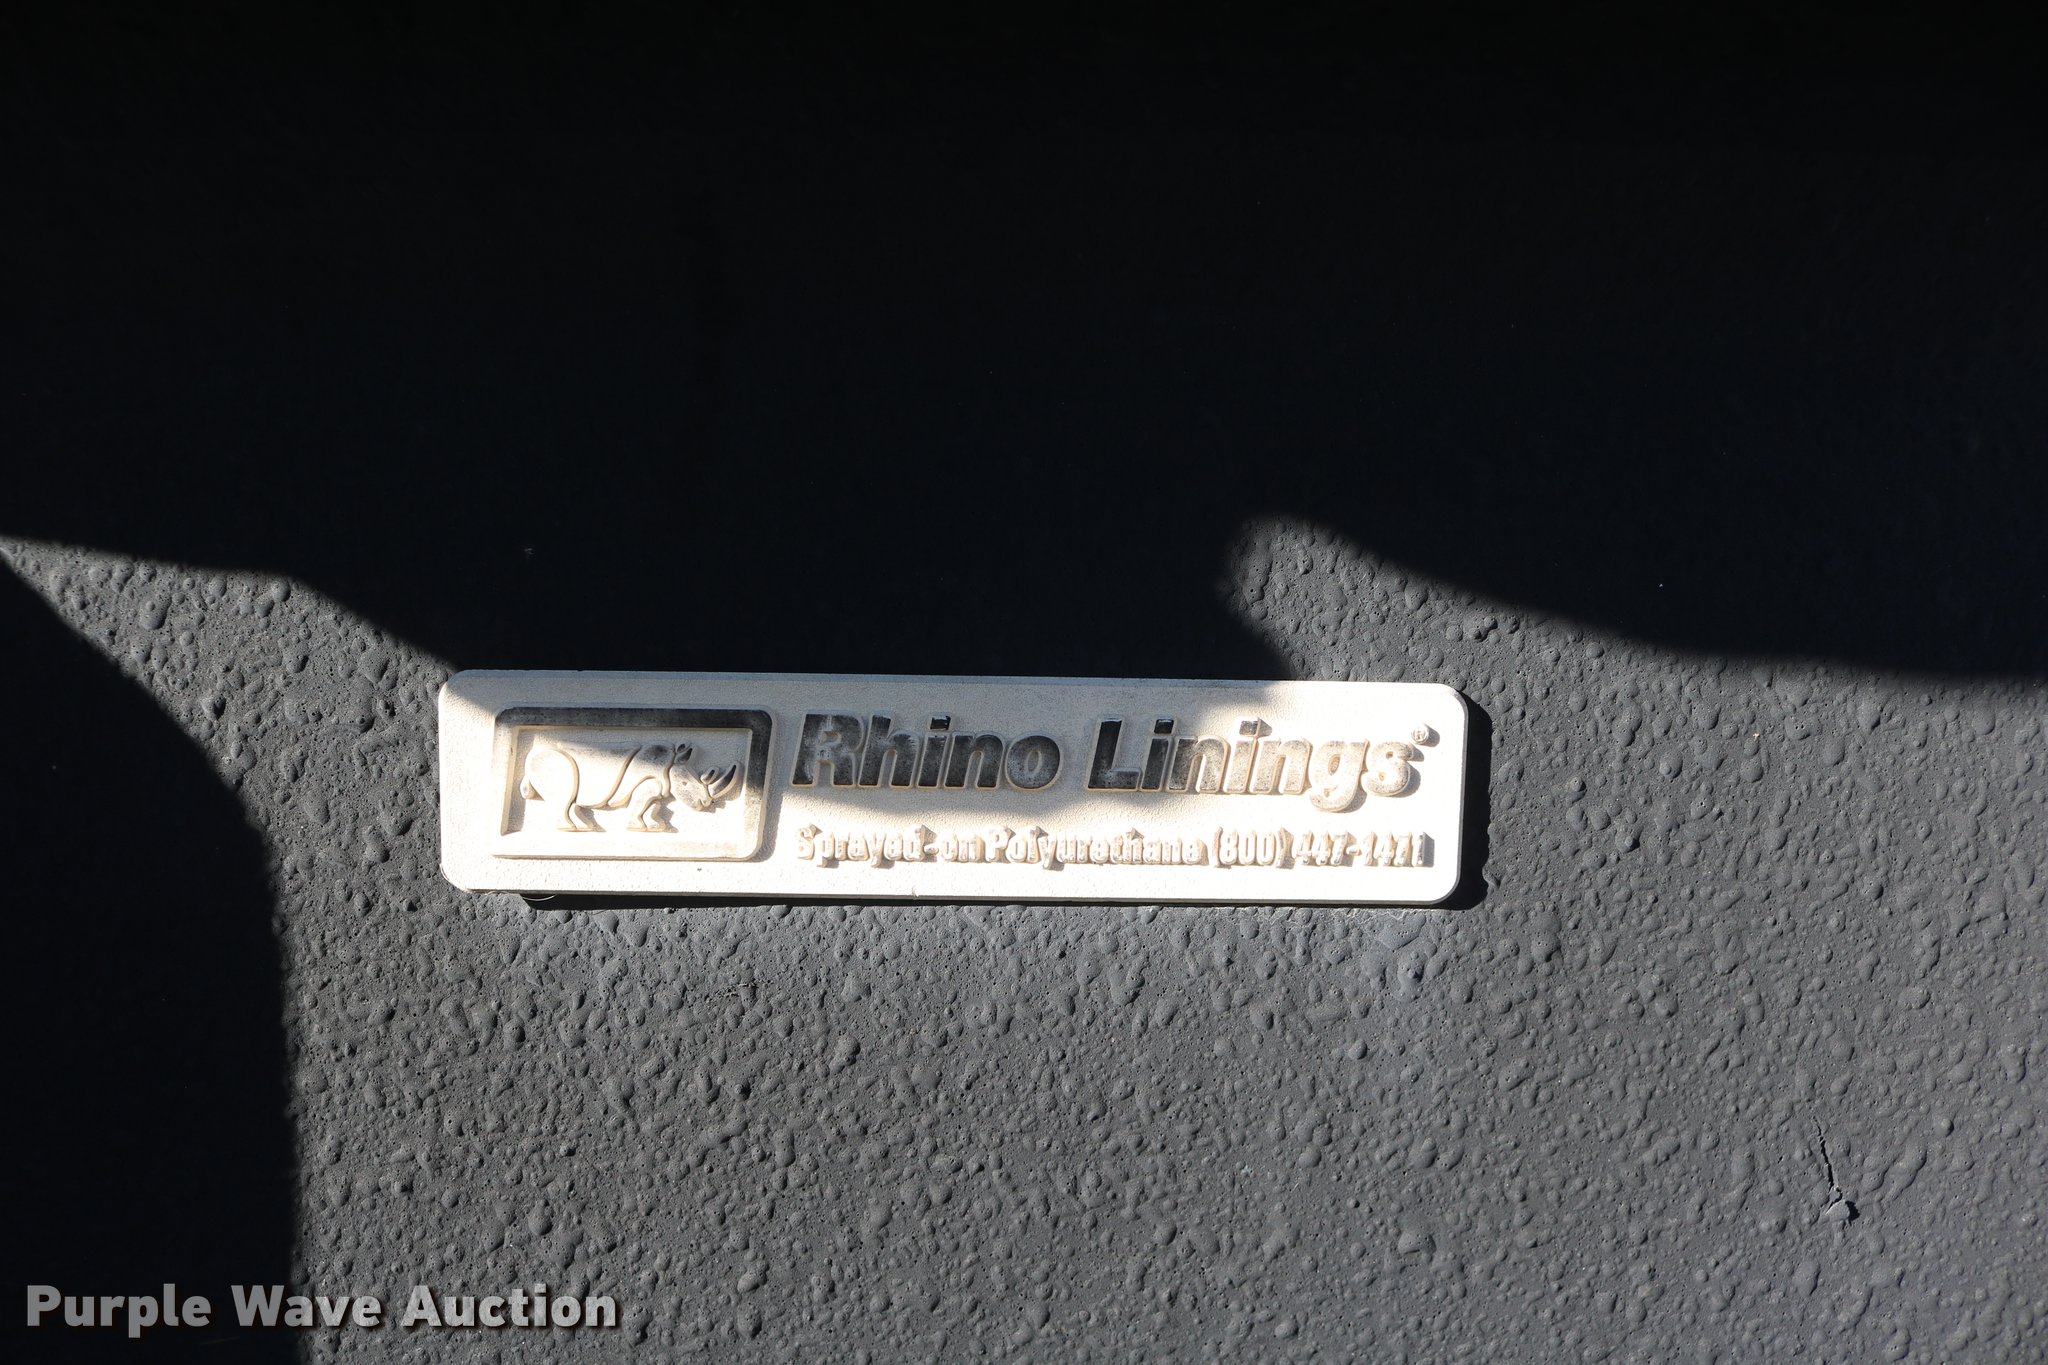 Rhino Linings®
Sprayed-on Polyurethane (800) 447-1471
Purple Wave Auction